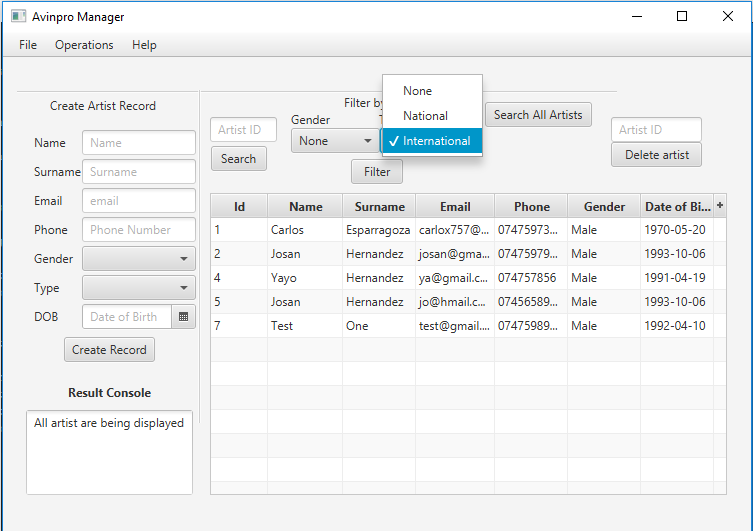 Avinpro Manager
File Operations Help
Create Artist Record
Name Name
Surname Surname
Email email
Phone Phone Number
Gender
Type
DOB Date of Birth
Create Record
Result Console
All artist are being displayed
Artist ID
Search
Filter by
Gender
None
None
National
✓ International
Filter
Search All Artists
Artist ID
Delete artist
Id Name Surname Email Phone Gender Date of Bi... +
1 Carlos Esparragoza carlox757@... 07475973... Male 1970-05-20
2 Josan Hernandez josan@gma... 07475979... Male 1993-10-06
4 Yayo Hernandez ya@gmail.c... 074757856 Male 1991-04-19
5 Josan Hernandez jo@hmail.c... 07456589... Male 1993-10-06
7 Test One test@gmail.... 07475989... Male 1992-04-10